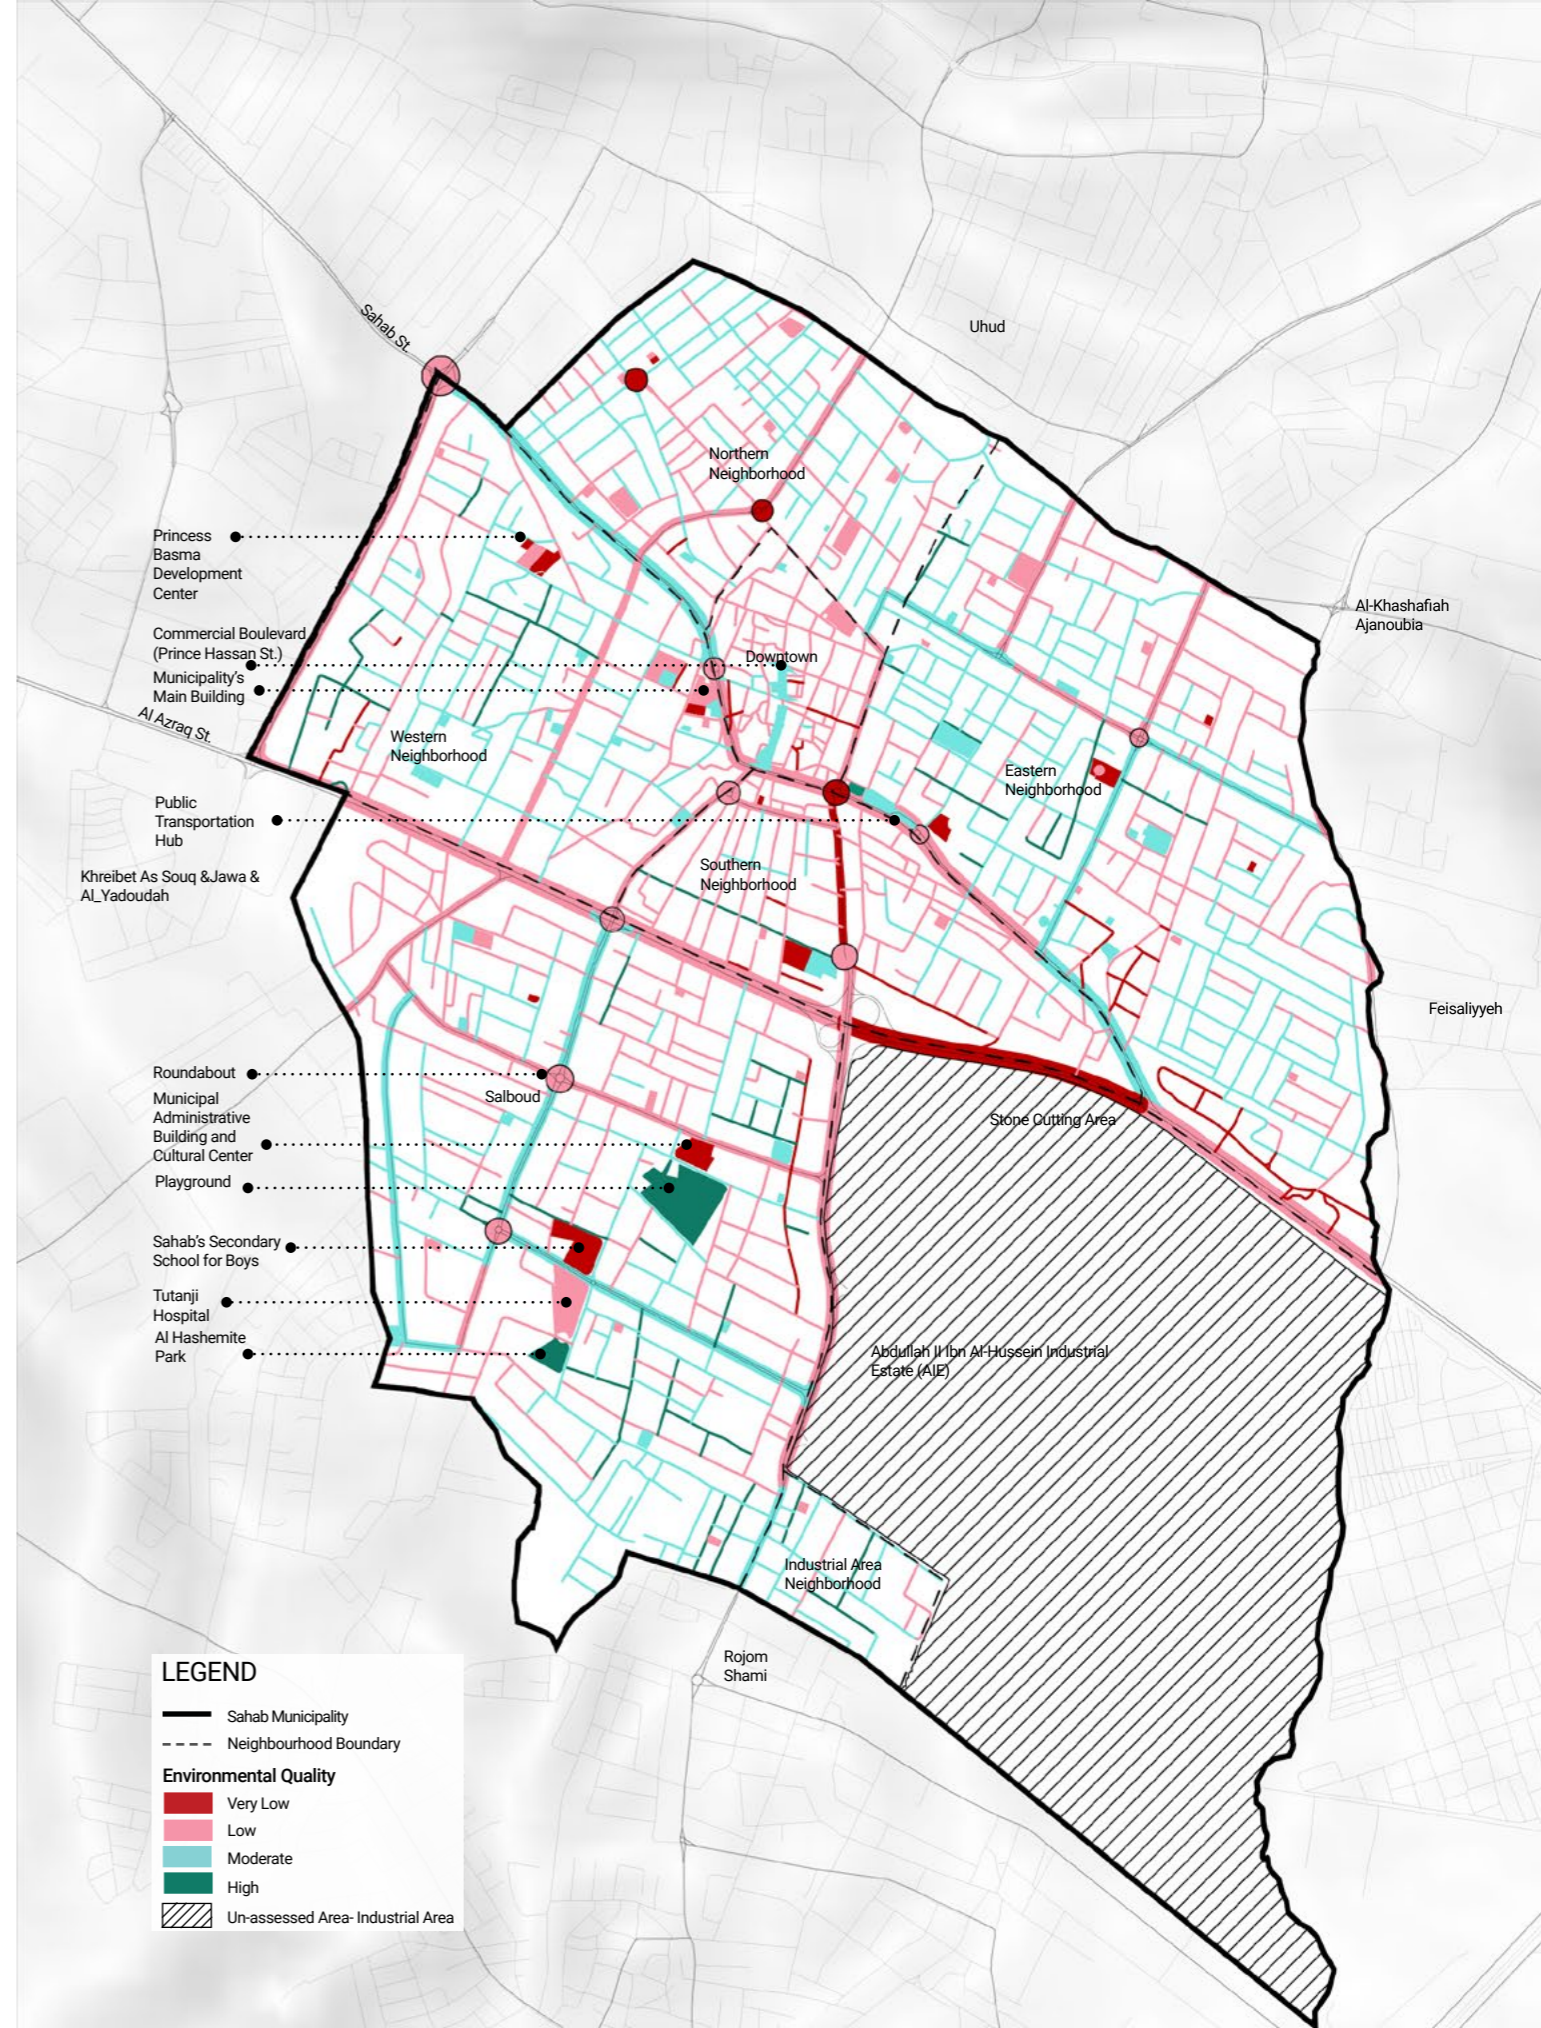 Sahab St.
Uhud
Northern
Neighborhood
Princess
Basma
Development
Center
Al-Khashafiah
Ajanoubia
Commercial Boulevard
(Prince Hassan St.)
Downtown
Municipality's
Main Building
Al Azraq St.
Western
Neighborhood
Eastern
Neighborhood
Public
Transportation
Hub
Southern
Neighborhood
Khreibet As Souq &Jawa &
Al_Yadoudah
Feisaliyyeh
Roundabout
Salboud
Municipal
Administrative
Building and
Cultural Center
Stone Cutting Area
Playground
Sahab's Secondary
School for Boys
Tutanji
Hospital
Al Hashemite
Park
Abdullah II Ibn Al-Hussein Industrial
Estate (AIE)
Industrial Area
Neighborhood
Rojom
Shami
LEGEND
Sahab Municipality
Neighbourhood Boundary
Environmental Quality
Very Low
Low
Moderate
High
Un-assessed Area- Industrial Area